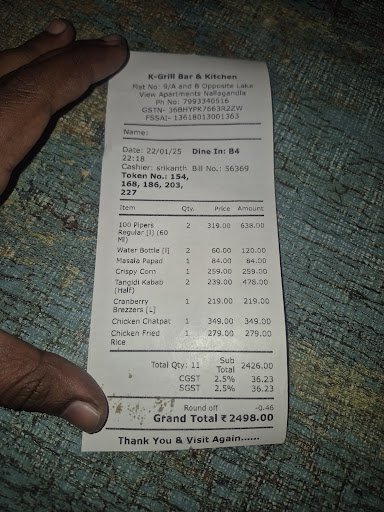 K-Grill Bar & Kitchen
Flat No: 9/A and B Opposite Lake
View Apartments Nallagandla
Ph No: 7993340516
GSTN- 36BHYPK7663R2ZW
FSSAI- 13618013001363
Name:
Date: 22/01/25 Dine In: B4
22:18
Cashier: srikanth Bill No.: 56369
Token No.: 154,
168, 186, 203,
227
Item Qty. Price Amount
100 Pipers 2 319.00 638.00
Regular [l] (60
Ml)
Water Bottle [l] 2 60.00 120.00
Masala Papad 1 84.00 84.00
Crispy Corn 1 259.00 259.00
Tangidi Kabab 2 239.00 478.00
(Half)
Cranberry 1 219.00 219.00
Brezzers [L]
Chicken Chatpat 1 349.00 349.00
Chicken Fried 1 279.00 279.00
Rice
Total Qty: 11 Sub Total 2426.00
CGST 2.5% 36.23
SGST 2.5% 36.23
Round off -0.46
Grand Total ₹ 2498.00
Thank You & Visit Again......